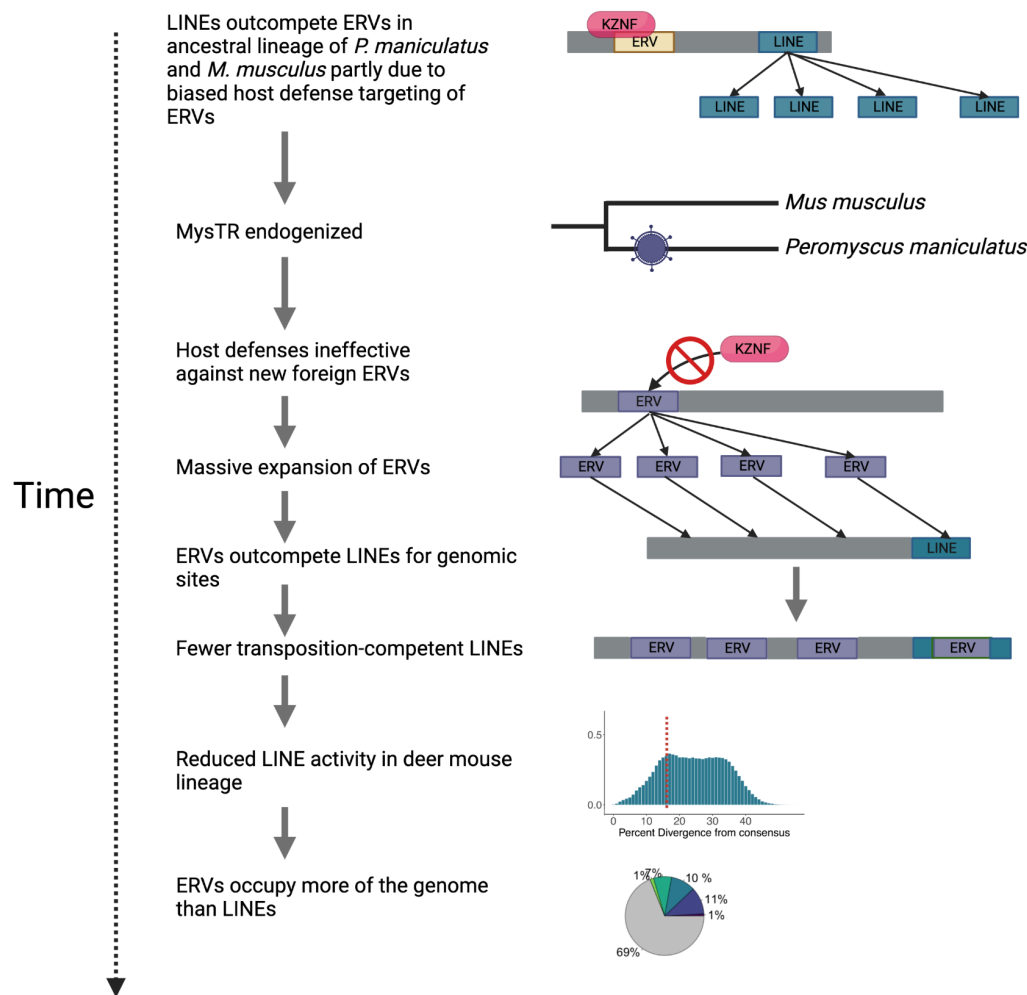 LINEs outcompete ERVs in
ancestral lineage of P. maniculatus
and M. musculus partly due to
biased host defense targeting of
ERVs
KZNF
ERV
LINE
LINE
LINE
LINE
LINE
MysTR endogenized
Mus musculus
Peromyscus maniculatus
Host defenses ineffective
against new foreign ERVs
KZNF
ERV
Massive expansion of ERVs
ERV
ERV
ERV
ERV
Time
ERVs outcompete LINEs for genomic
sites
LINE
Fewer transposition-competent LINEs
ERV
ERV
ERV
ERV
Reduced LINE activity in deer mouse
lineage
0.5
0.0
0 10 20 30 40
Percent Divergence from consensus
ERVs occupy more of the genome
than LINEs
1%
7%
10 %
11%
1%
69%